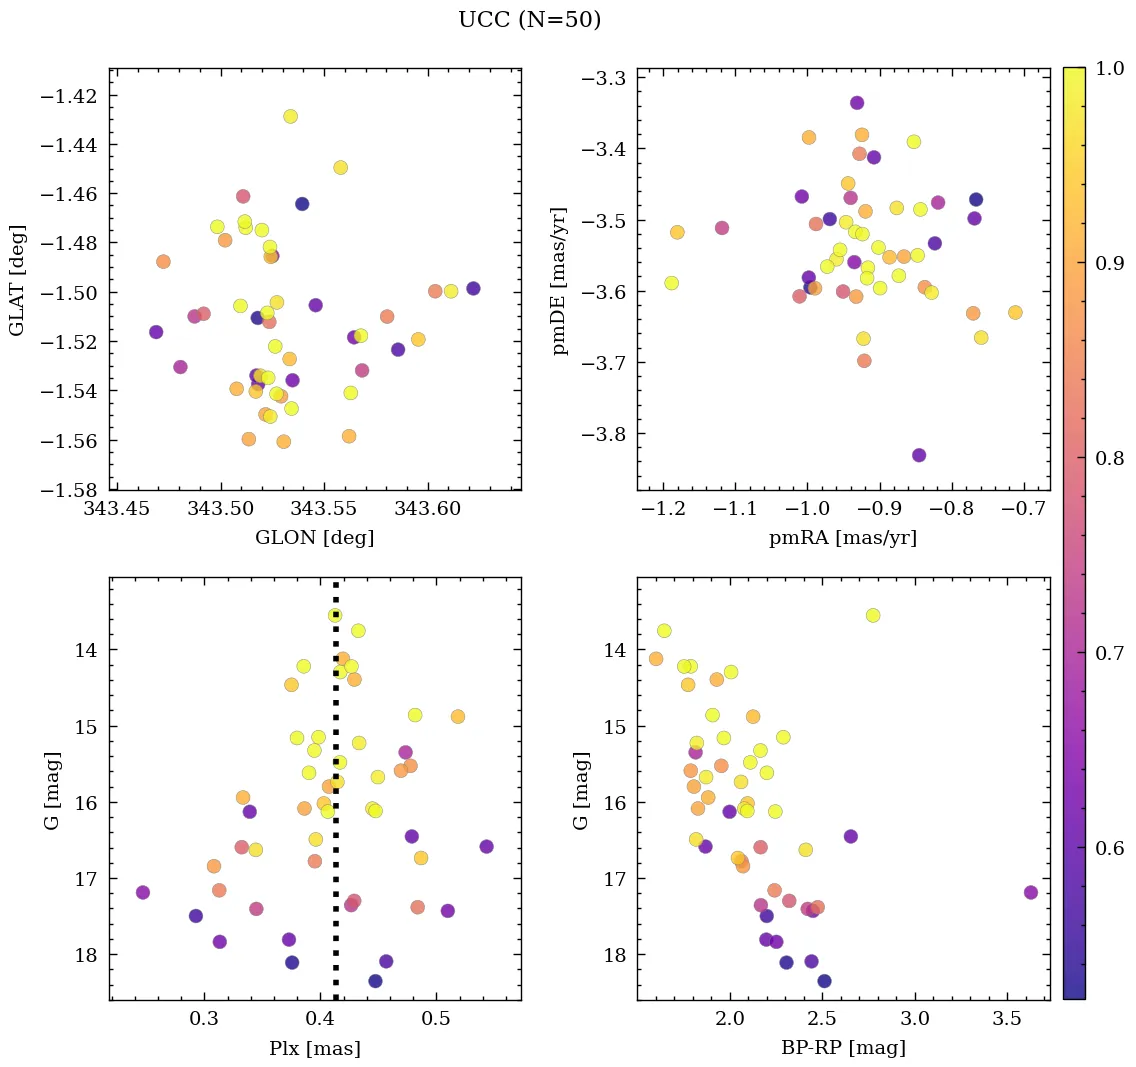 UCC (N=50)
−1.42
−1.44
−1.46
−1.48
−1.50
−1.52
−1.54
−1.56
−1.58
GLAT [deg]
343.45 343.50 343.55 343.60
GLON [deg]
−3.3
−3.4
−3.5
−3.6
−3.7
−3.8
pmDE [mas/yr]
−1.2 −1.1 −1.0 −0.9 −0.8 −0.7
pmRA [mas/yr]
14
15
16
17
18
G [mag]
0.3 0.4 0.5
Plx [mas]
14
15
16
17
18
G [mag]
2.0 2.5 3.0 3.5
BP-RP [mag]
1.0
0.9
0.8
0.7
0.6